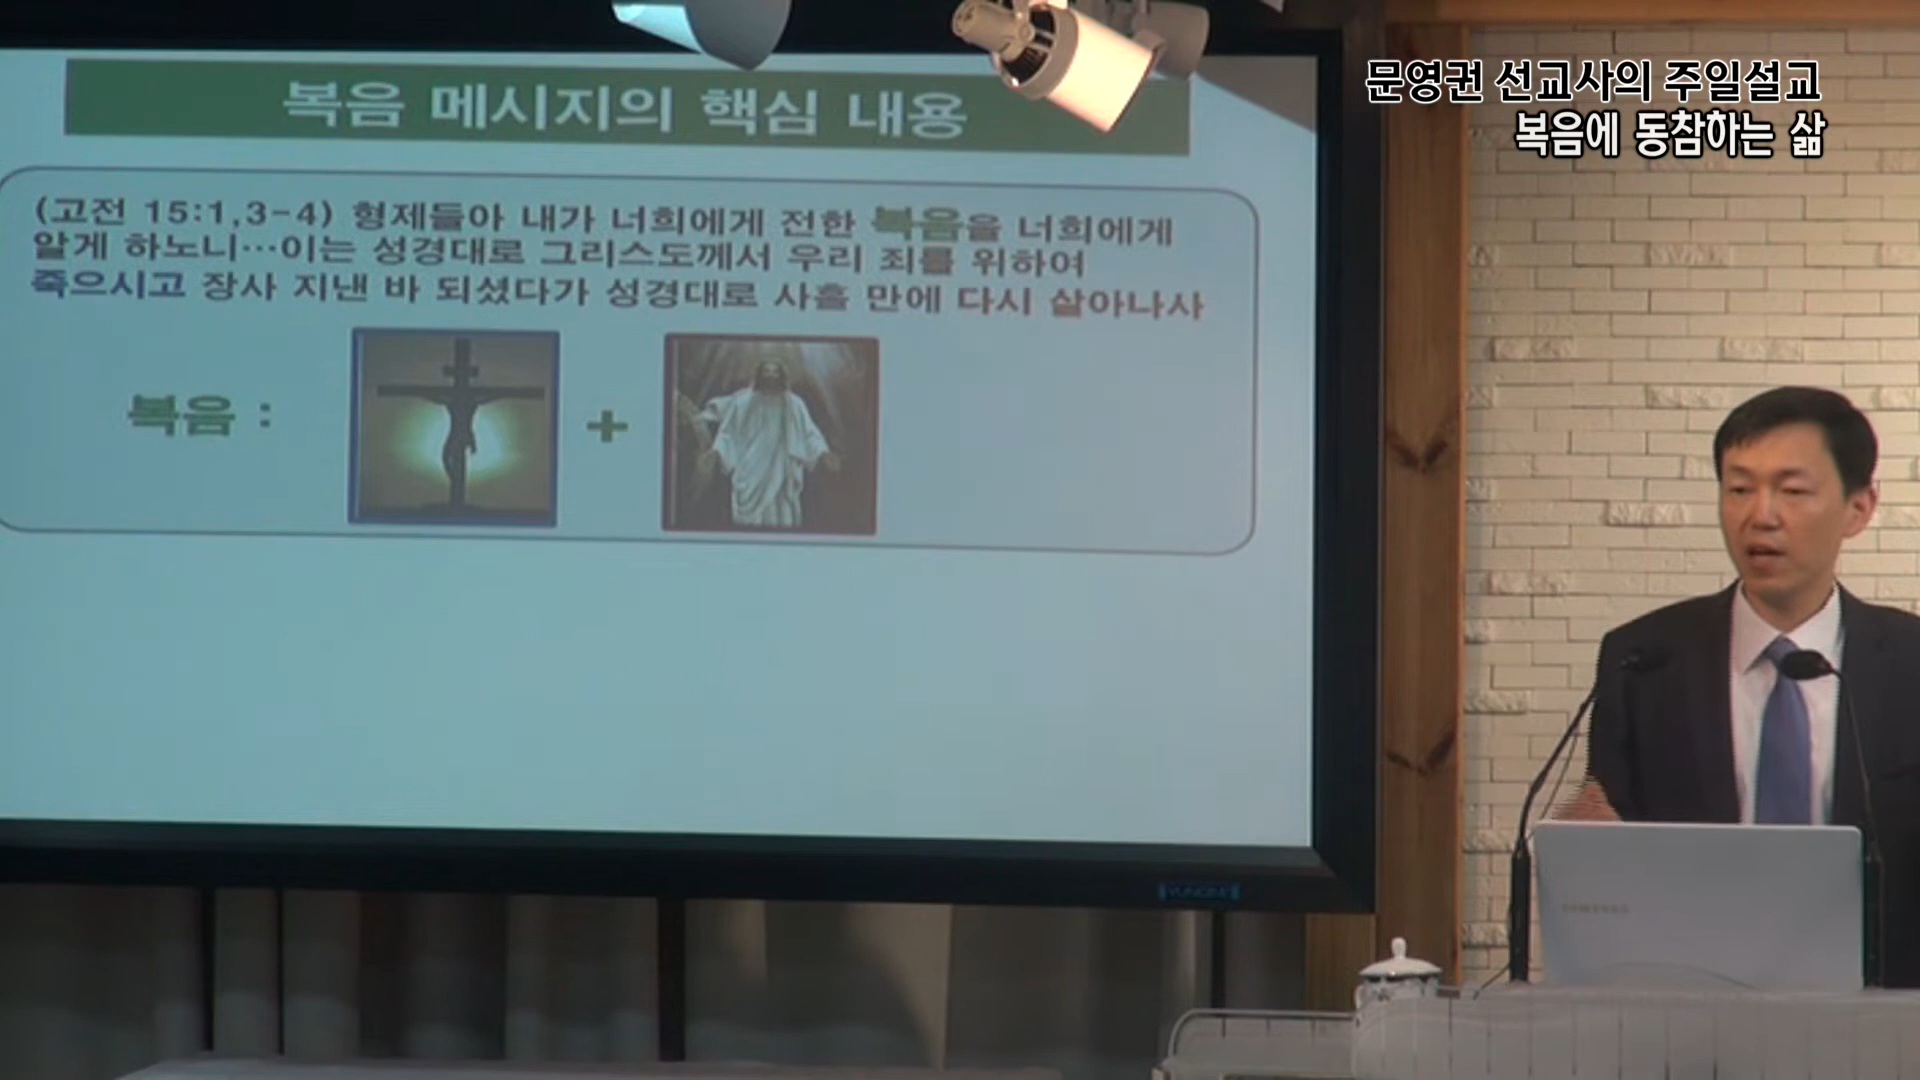 문영권 선교사의 주일설교
복음에 동참하는 삶
복음 메시지의 핵심 내용
(고전 15:1,3-4) 형제들아 내가 너희에게 전한 복음을 너희에게
알게 하노니…이는 성경대로 그리스도께서 우리 죄를 위하여
죽으시고 장사 지낸 바 되셨다가 성경대로 사흘 만에 다시 살아나사
복음 : +